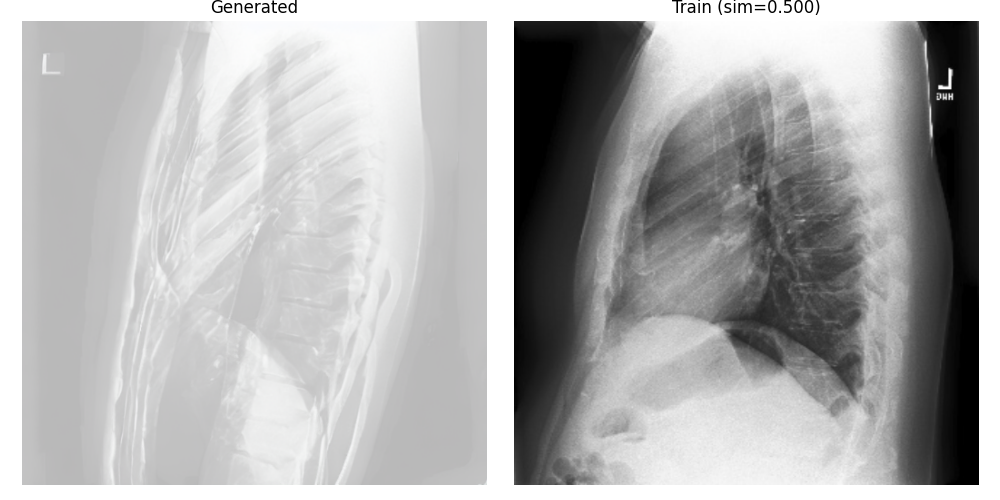 Generated
Train (sim=0.500)
L
L
DWH